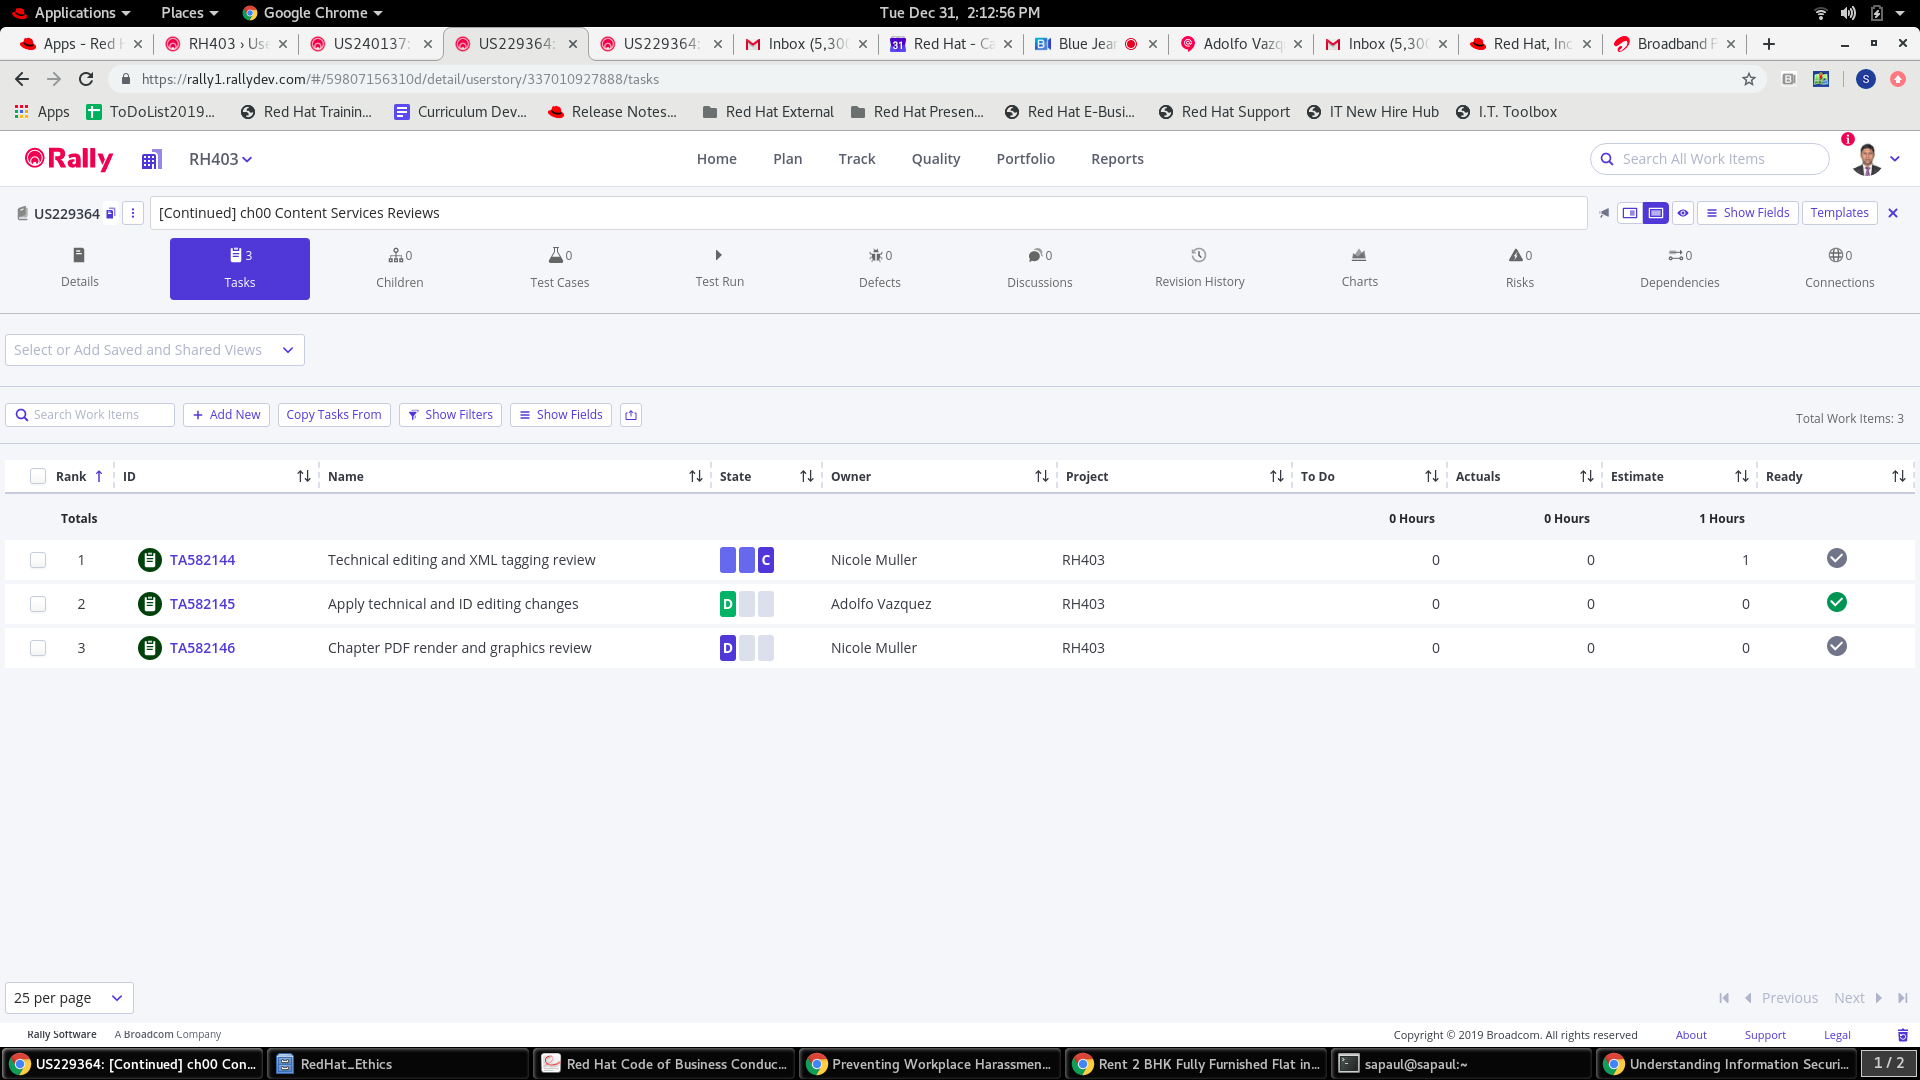 Applications Places Google Chrome Tue Dec 31, 2:12:56 PM
Apps - Red H RH403 › Use US240137: US229364: US229364: Inbox (5,300 Red Hat - Ca Blue Jean Adolfo Vazq Inbox (5,300 Red Hat, Inc Broadband P
https://rally1.rallydev.com/#/59807156310d/detail/userstory/337010927888/tasks S
Apps ToDoList2019... Red Hat Trainin... Curriculum Dev... Release Notes... Red Hat External Red Hat Presen... Red Hat E-Busi... Red Hat Support IT New Hire Hub I.T. Toolbox
Rally RH403 Home Plan Track Quality Portfolio Reports Search All Work Items
US229364 [Continued] ch00 Content Services Reviews Show Fields Templates
3 0 0 0 0 0 0 0
Details Tasks Children Test Cases Test Run Defects Discussions Revision History Charts Risks Dependencies Connections
Select or Add Saved and Shared Views
Search Work Items + Add New Copy Tasks From Show Filters Show Fields Total Work Items: 3
Rank ID Name State Owner Project To Do Actuals Estimate Ready
Totals 0 Hours 0 Hours 1 Hours
1 TA582144 Technical editing and XML tagging review C Nicole Muller RH403 0 0 1
2 TA582145 Apply technical and ID editing changes D Adolfo Vazquez RH403 0 0 0
3 TA582146 Chapter PDF render and graphics review D Nicole Muller RH403 0 0 0
25 per page Previous Next
Rally Software A Broadcom Company Copyright © 2019 Broadcom. All rights reserved About Support Legal
US229364: [Continued] ch00 Con... RedHat_Ethics Red Hat Code of Business Conduc... Preventing Workplace Harassmen... Rent 2 BHK Fully Furnished Flat in... sapaul@sapaul:~ Understanding Information Securi... 1 / 2